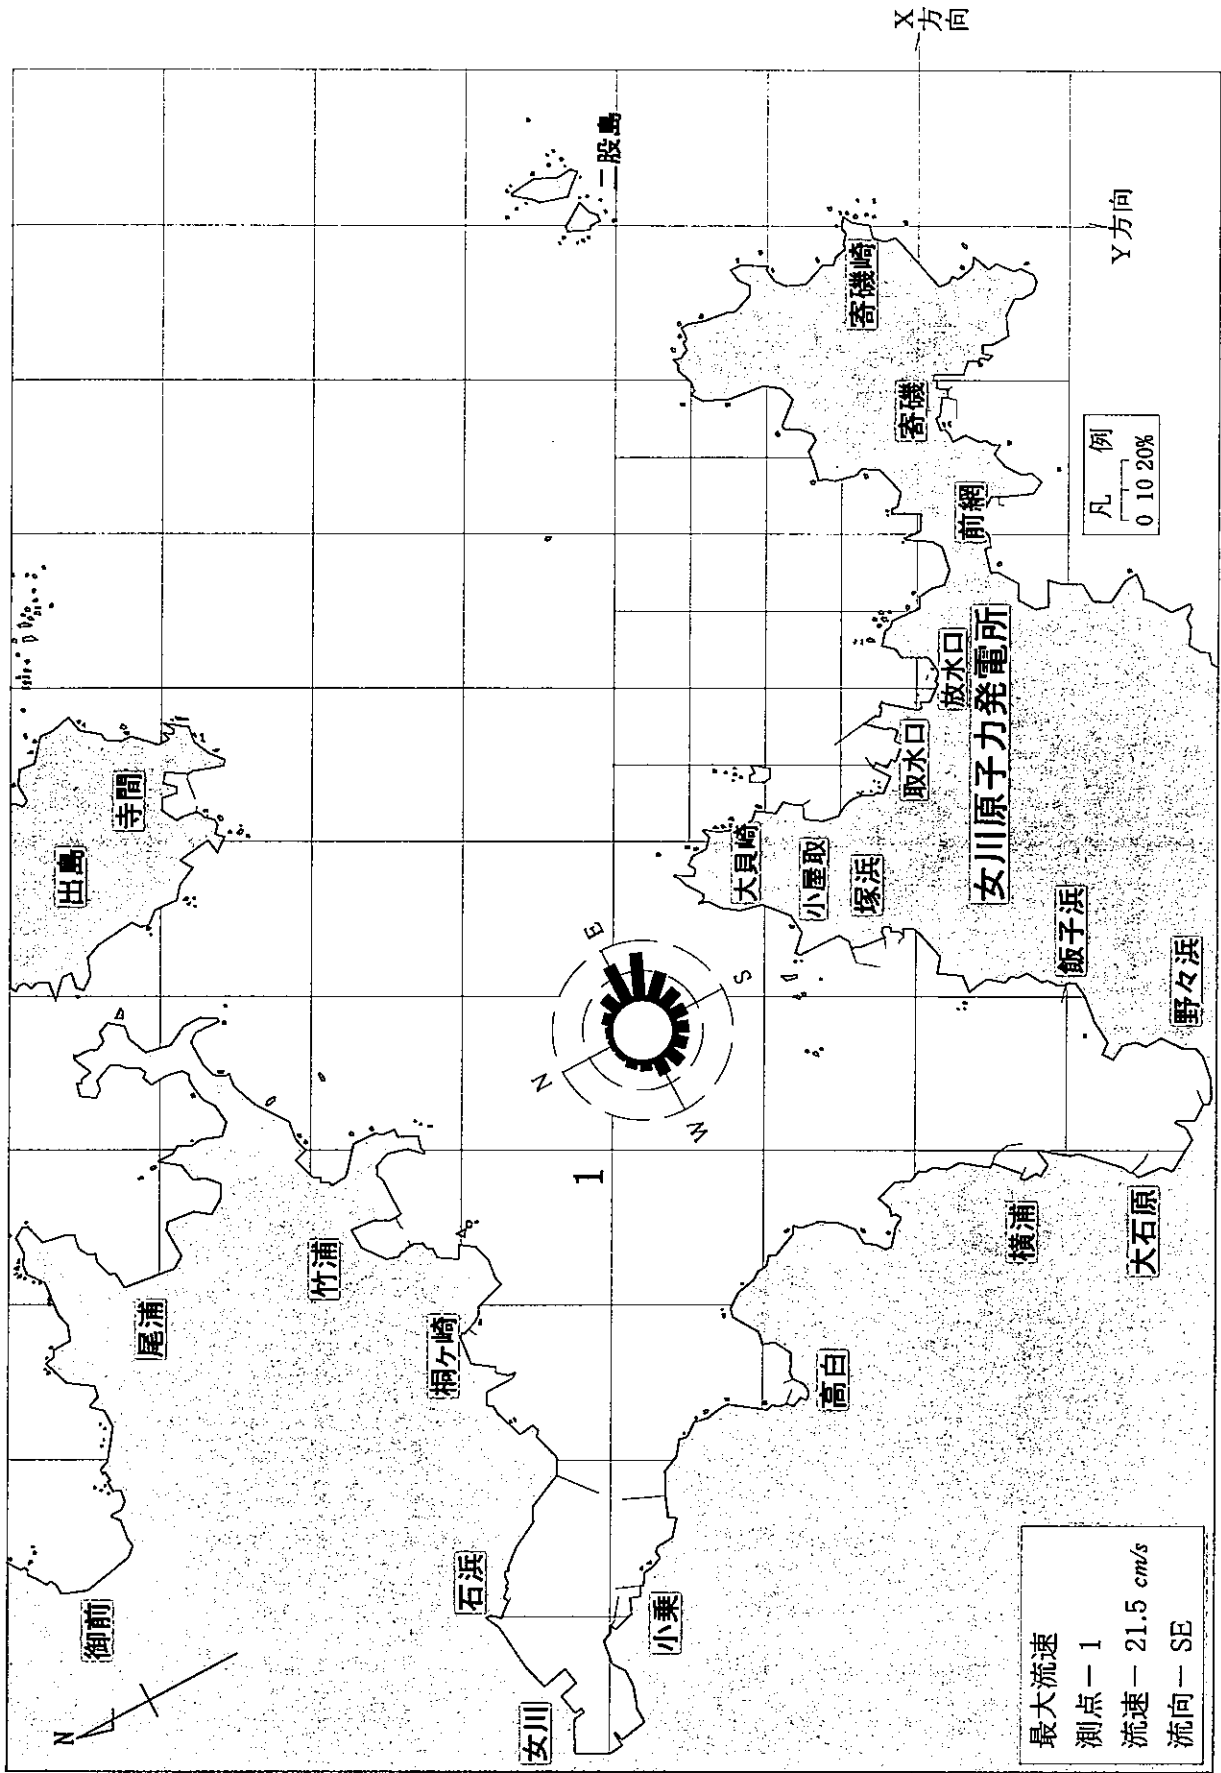 N
御前
尾浦
竹浦
桐ケ崎
石浜
女川
小乗
高白
横浦
大石原
野々浜
飯子浜
塚浜
小屋取
大貝崎
出島
寺間
二股島
1
N
E
S
W
取水口
放水口
女川原子力発電所
前網
寄磯
寄磯崎
X
方向
Y方向
凡 例
0 10 20%
最大流速
測点ー 1
流速ー 21.5 cm/s
流向ー SE